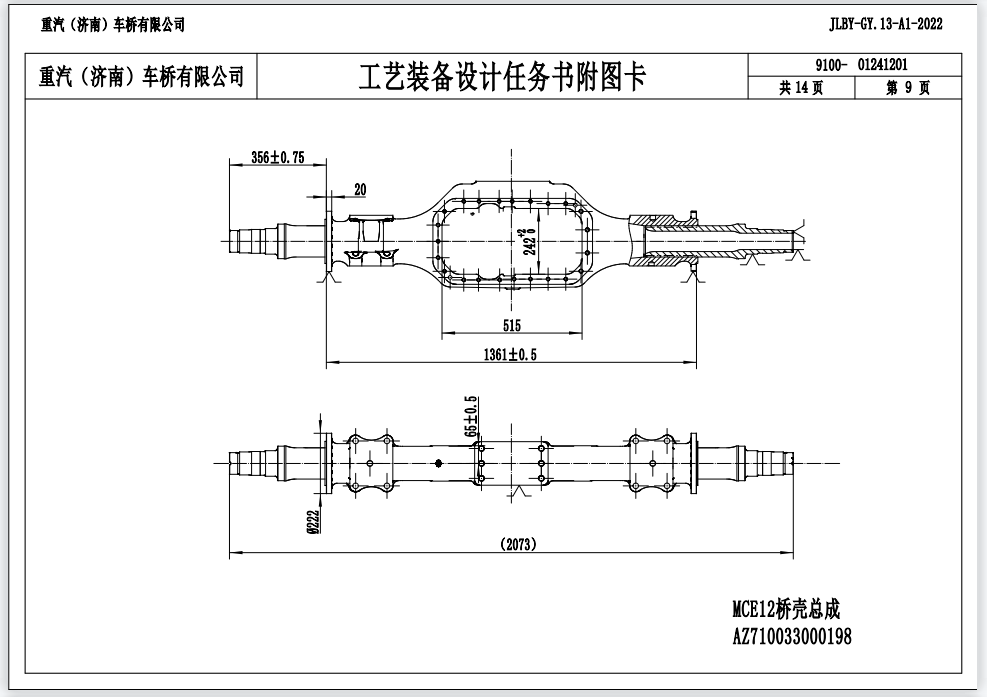 重汽（济南）车桥有限公司
JLBY-GY.13-A1-2022
重汽（济南）车桥有限公司
工艺装备设计任务书附图卡
9100- 01241201
共 14 页
第 9 页
356±0.75
20
242 +2 0
515
1361±0.5
65±0.5
Ø222
(2073)
MCE12桥壳总成
AZ710033000198